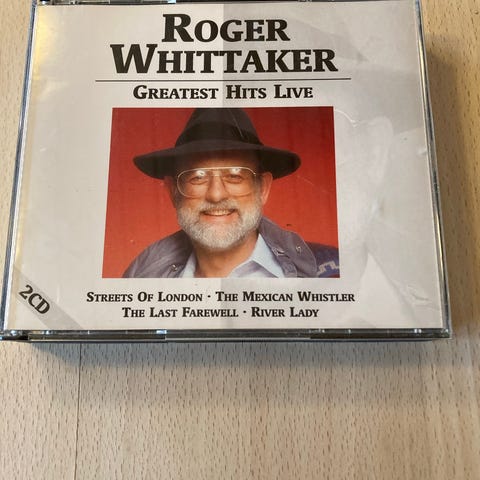 ROGER
WHITTAKER
GREATEST HITS LIVE
STREETS OF LONDON · THE MEXICAN WHISTLER
THE LAST FAREWELL · RIVER LADY
2CD